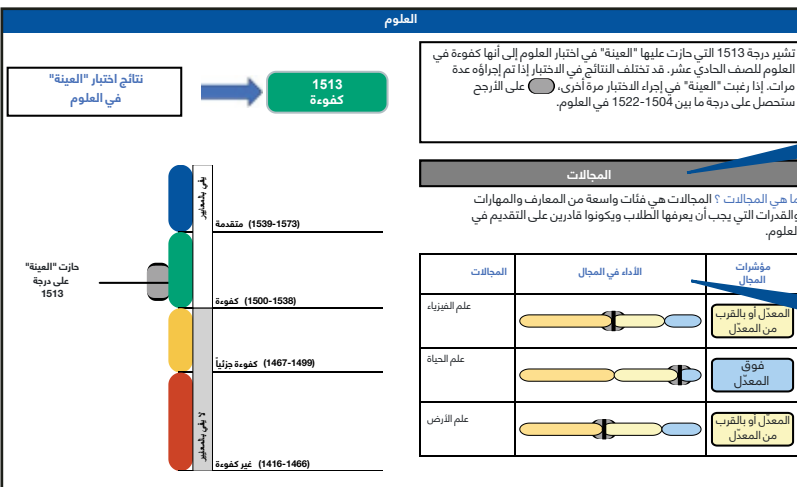 العلوم
تشير درجة 1513 التي حازت عليها "العينة" في اختبار العلوم إلى أنها كفوءة في
العلوم للصف الحادي عشر. قد تختلف النتائج في الاختبار إذا تم إجراؤه عدة
مرات. إذا رغبت "العينة" في إجراء الاختبار مرة أخرى، على الأرجح
ستحصل على درجة ما بين 1504-1522 في العلوم.
1513
كفوءة
نتائج اختبار "العينة"
في العلوم
المجالات
ما هي المجالات ؟ المجالات هي فئات واسعة من المعارف والمهارات
والقدرات التي يجب أن يعرفها الطلاب ويكونوا قادرين على التقديم في
العلوم.
مؤشرات
المجال
الأداء في المجال
المجالات
علم الفيزياء
المعدّل أو بالقرب
من المعدّل
علم الحياة
فوق
المعدّل
علم الأرض
المعدّل أو بالقرب
من المعدّل
يفي بالمعايير
(1539-1573) متقدمة
(1500-1538) كفوءة
(1467-1499) كفوءة جزئياً
لا يفي بالمعايير
(1416-1466) غير كفوءة
حازت "العينة"
على درجة
1513